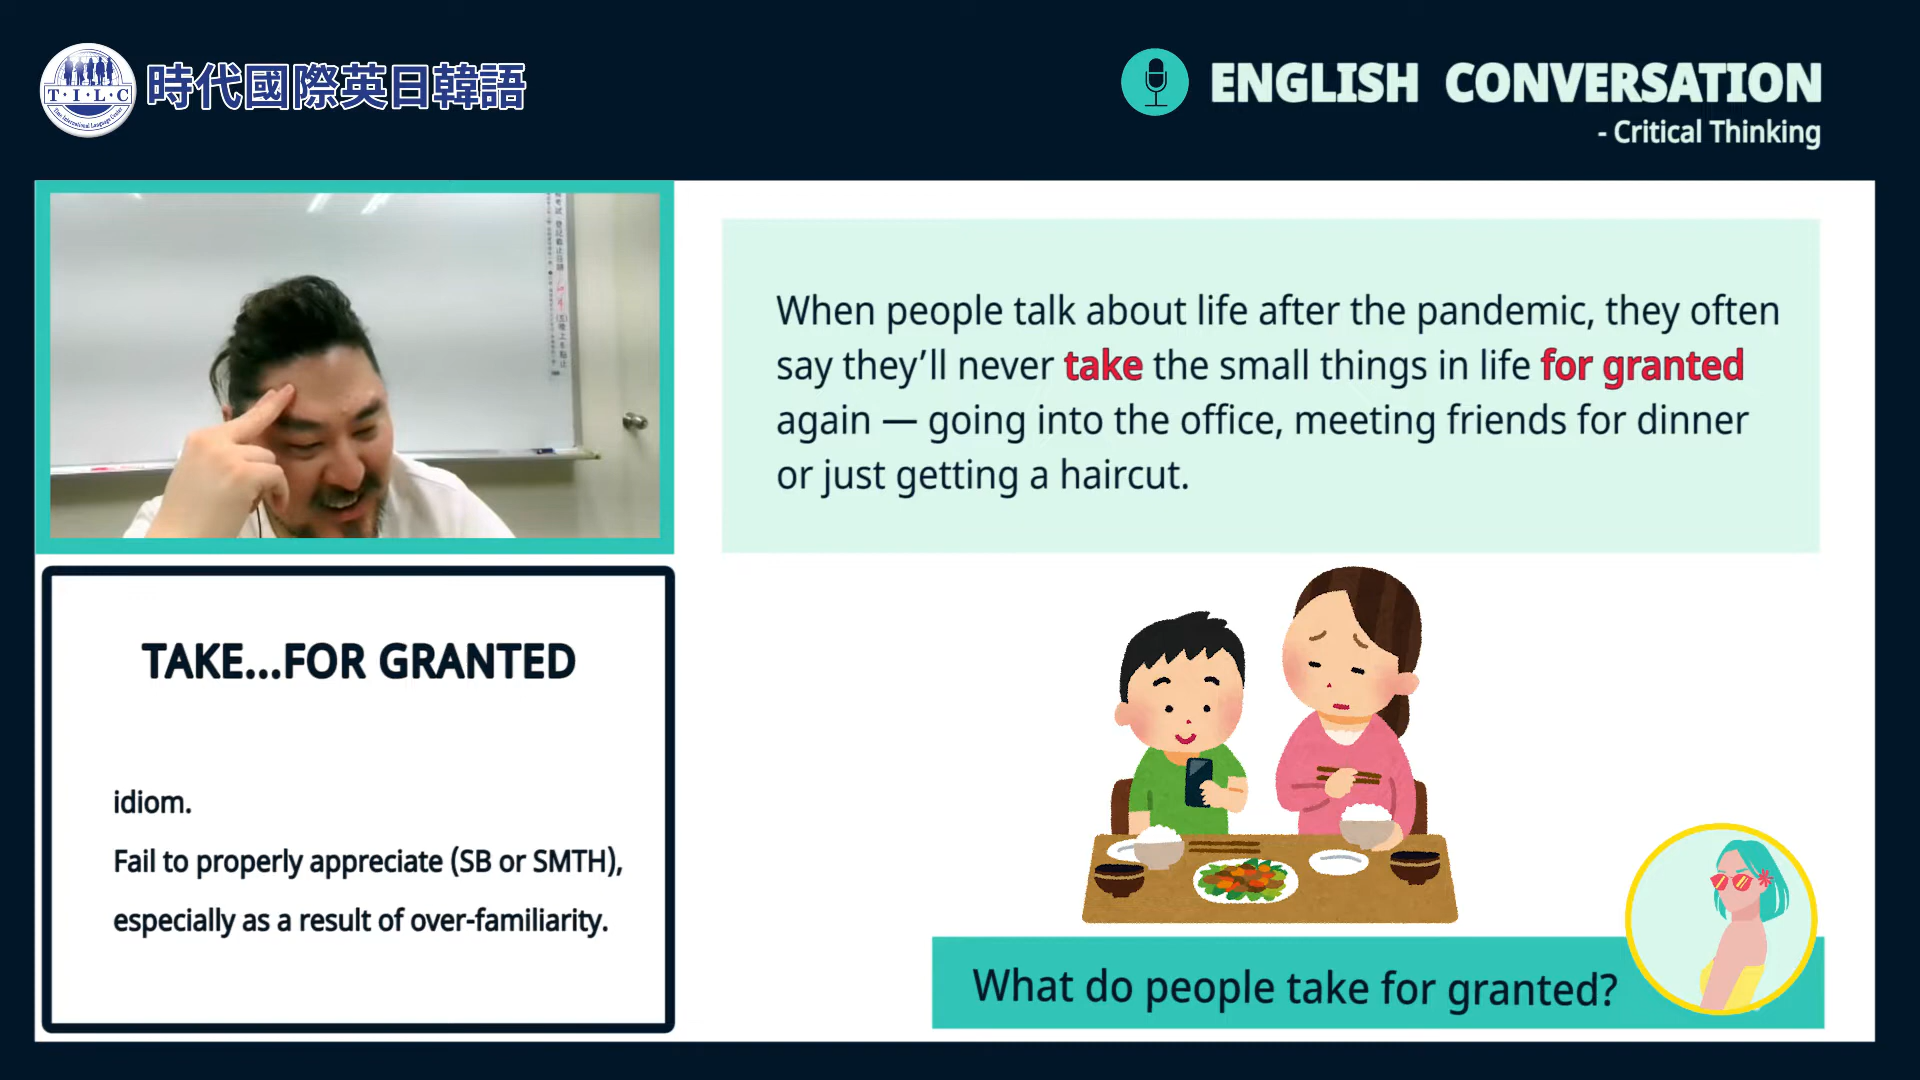 T·I·L·C
時代國際英日韓語
ENGLISH CONVERSATION
- Critical Thinking
When people talk about life after the pandemic, they often
say they’ll never take the small things in life for granted
again — going into the office, meeting friends for dinner
or just getting a haircut.
TAKE...FOR GRANTED
idiom.
Fail to properly appreciate (SB or SMTH),
especially as a result of over-familiarity.
What do people take for granted?